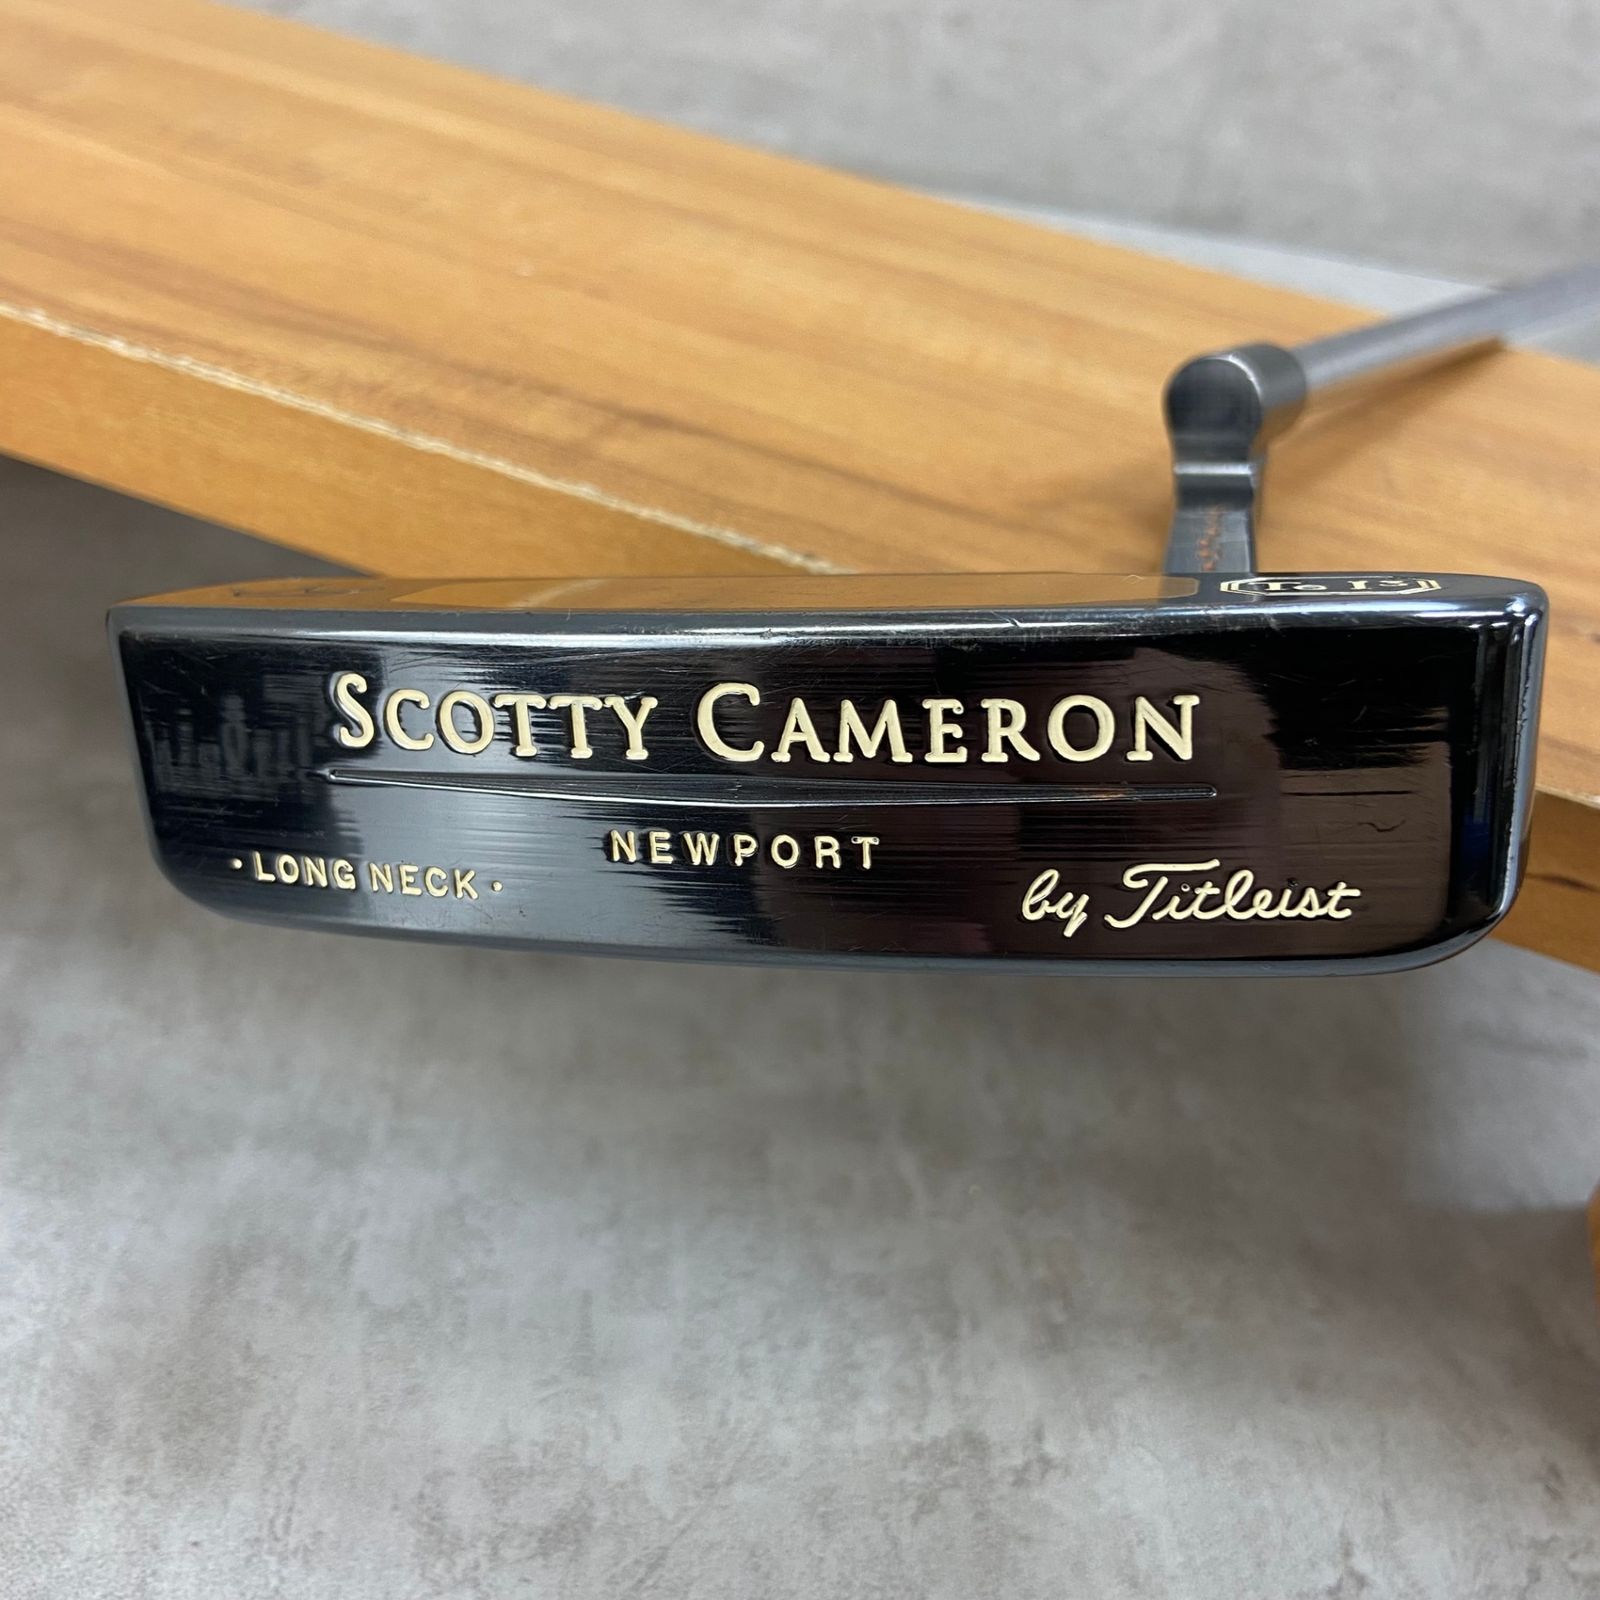 SCOTTY CAMERON
NEWPORT
· LONG NECK ·
by Titleist